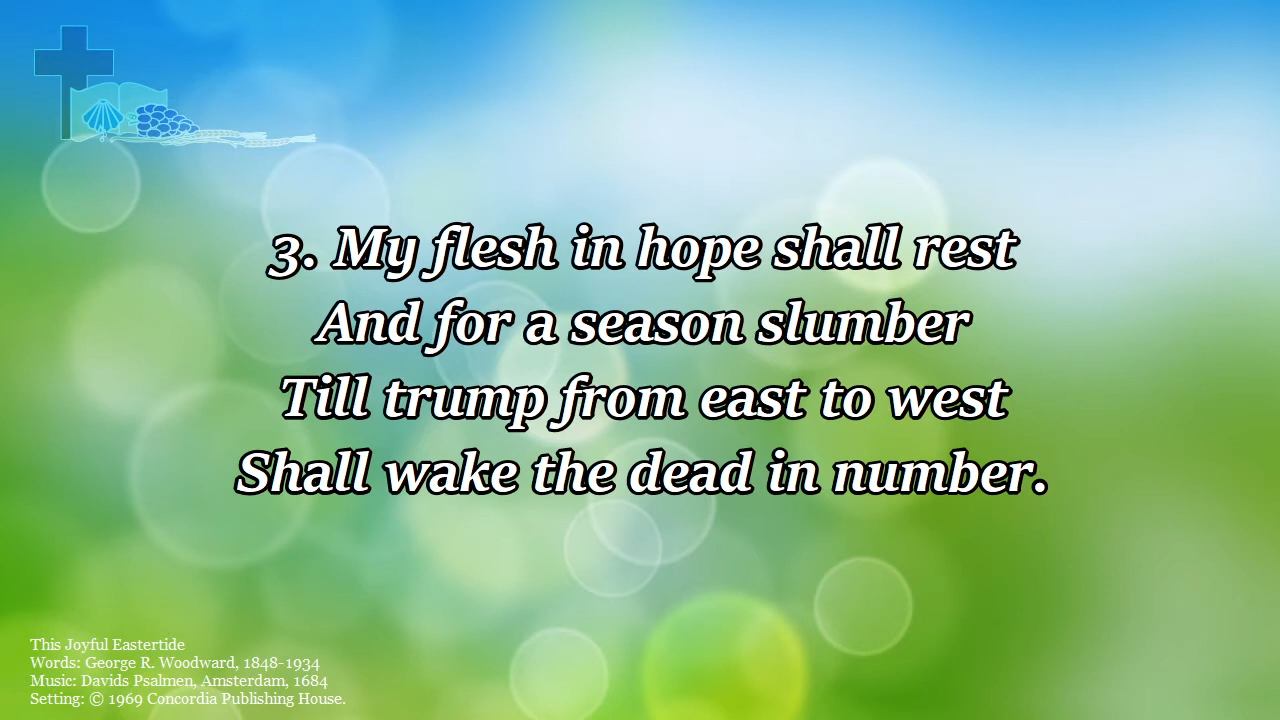 3. My flesh in hope shall rest
And for a season slumber
Till trump from east to west
Shall wake the dead in number.
This Joyful Eastertide
Words: George R. Woodward, 1848-1934
Music: Davids Psalmen, Amsterdam, 1684
Setting: © 1969 Concordia Publishing House.